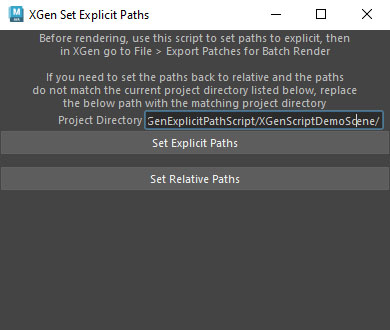 XGen Set Explicit Paths
Before rendering, use this script to set paths to explicit, then
in XGen go to File > Export Patches for Batch Render
If you need to set the paths back to relative and the paths
do not match the current project directory listed below, replace
the below path with the matching project directory
Project Directory GenExplicitPathScript/XGenScriptDemoScene/
Set Explicit Paths
Set Relative Paths